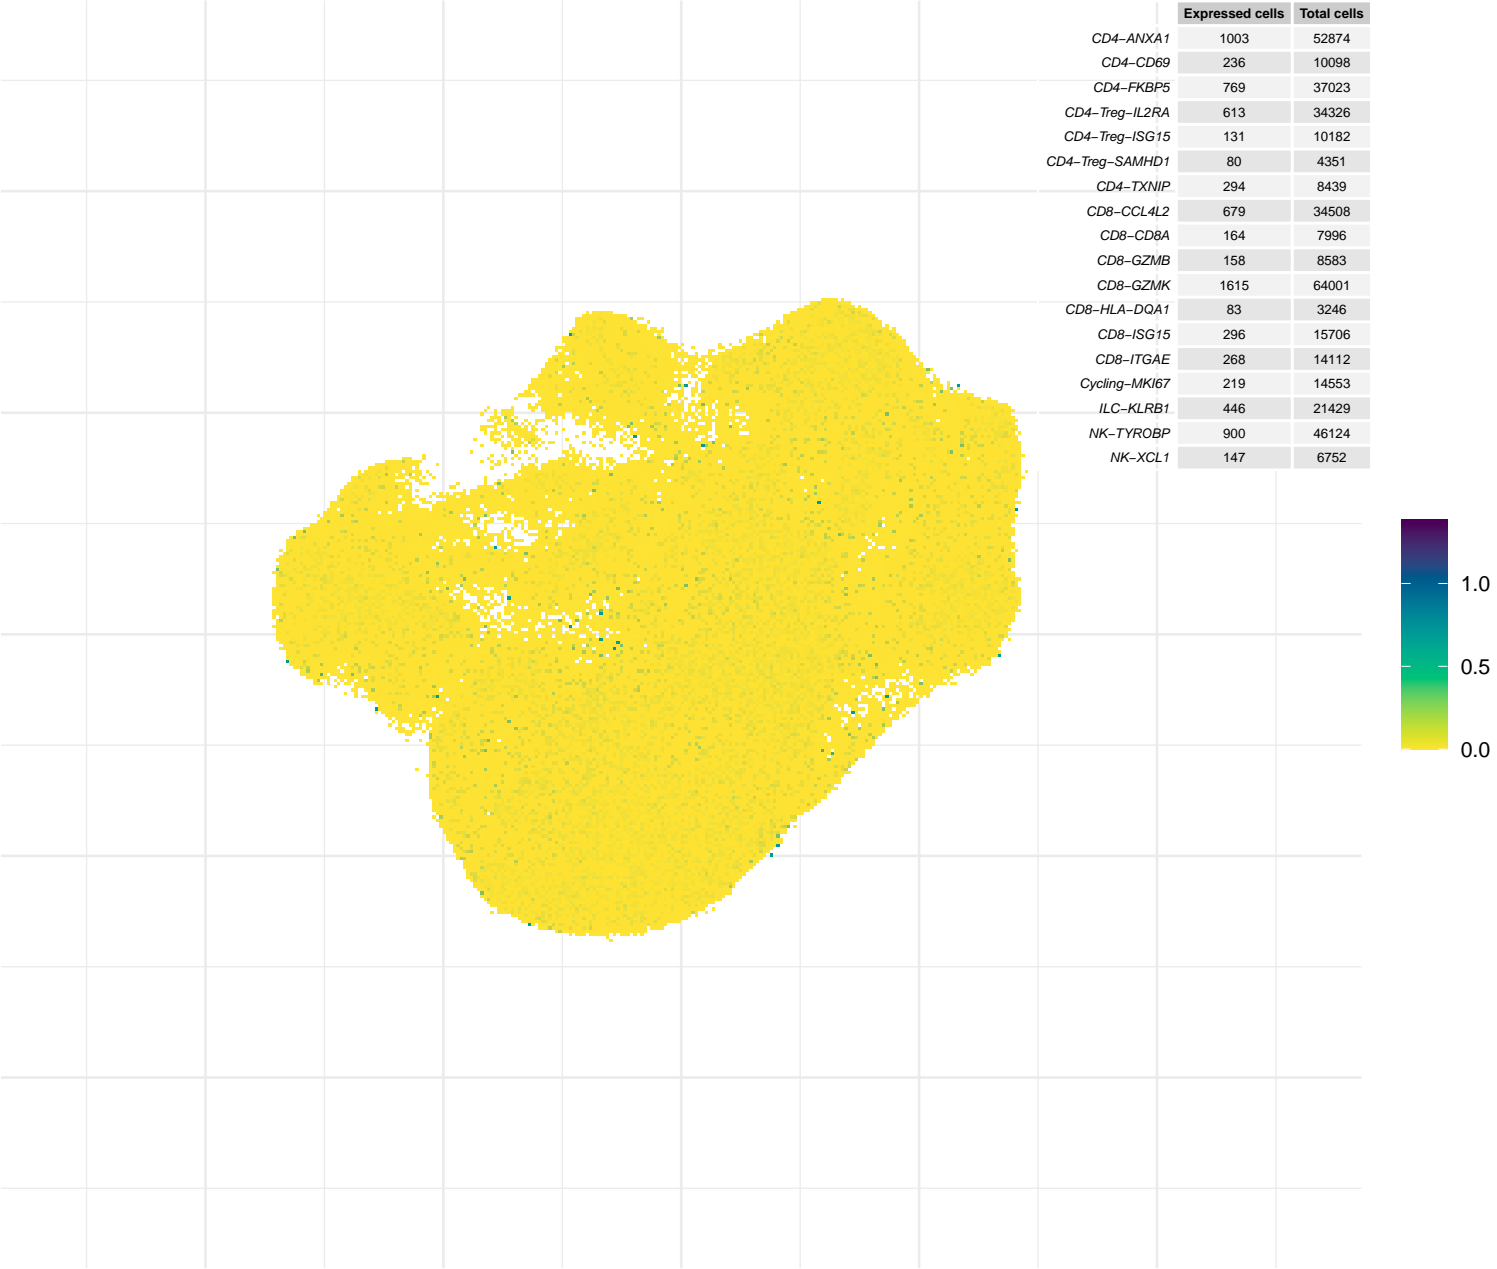 Expressed cells Total cells
CD4−ANXA1 1003 52874
CD4−CD69 236 10098
CD4−FKBP5 769 37023
CD4−Treg−IL2RA 613 34326
CD4−Treg−ISG15 131 10182
CD4−Treg−SAMHD1 80 4351
CD4−TXNIP 294 8439
CD8−CCL4L2 679 34508
CD8−CD8A 164 7996
CD8−GZMB 158 8583
CD8−GZMK 1615 64001
CD8−HLA−DQA1 83 3246
CD8−ISG15 296 15706
CD8−ITGAE 268 14112
Cycling−MKI67 219 14553
ILC−KLRB1 446 21429
NK−TYROBP 900 46124
NK−XCL1 147 6752
1.0
0.5
0.0